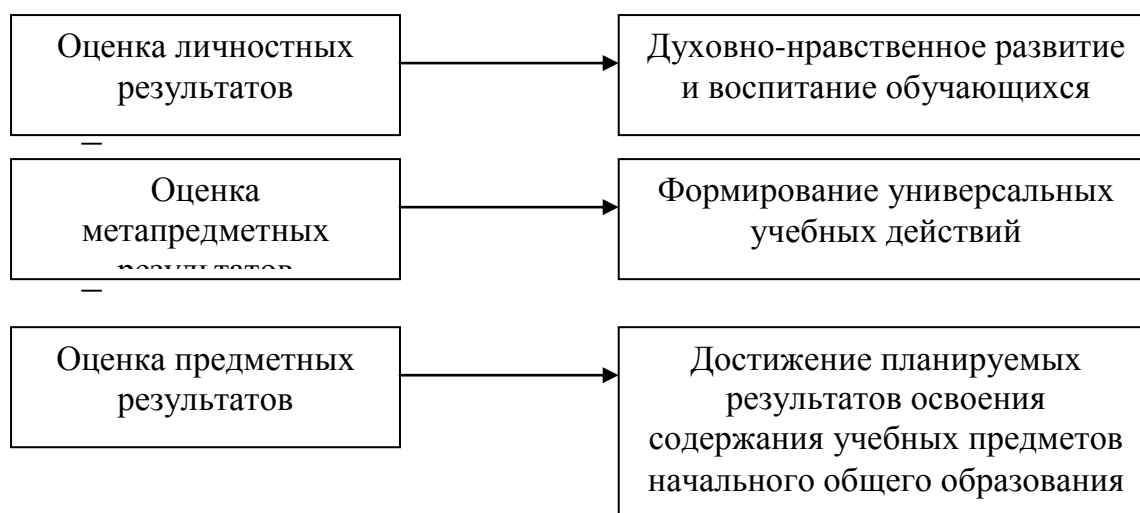 Оценка личностных
результатов
Духовно-нравственное развитие
и воспитание обучающихся
Оценка
метапредметных
результатов
Формирование универсальных
учебных действий
Оценка предметных
результатов
Достижение планируемых
результатов освоения
содержания учебных предметов
начального общего образования